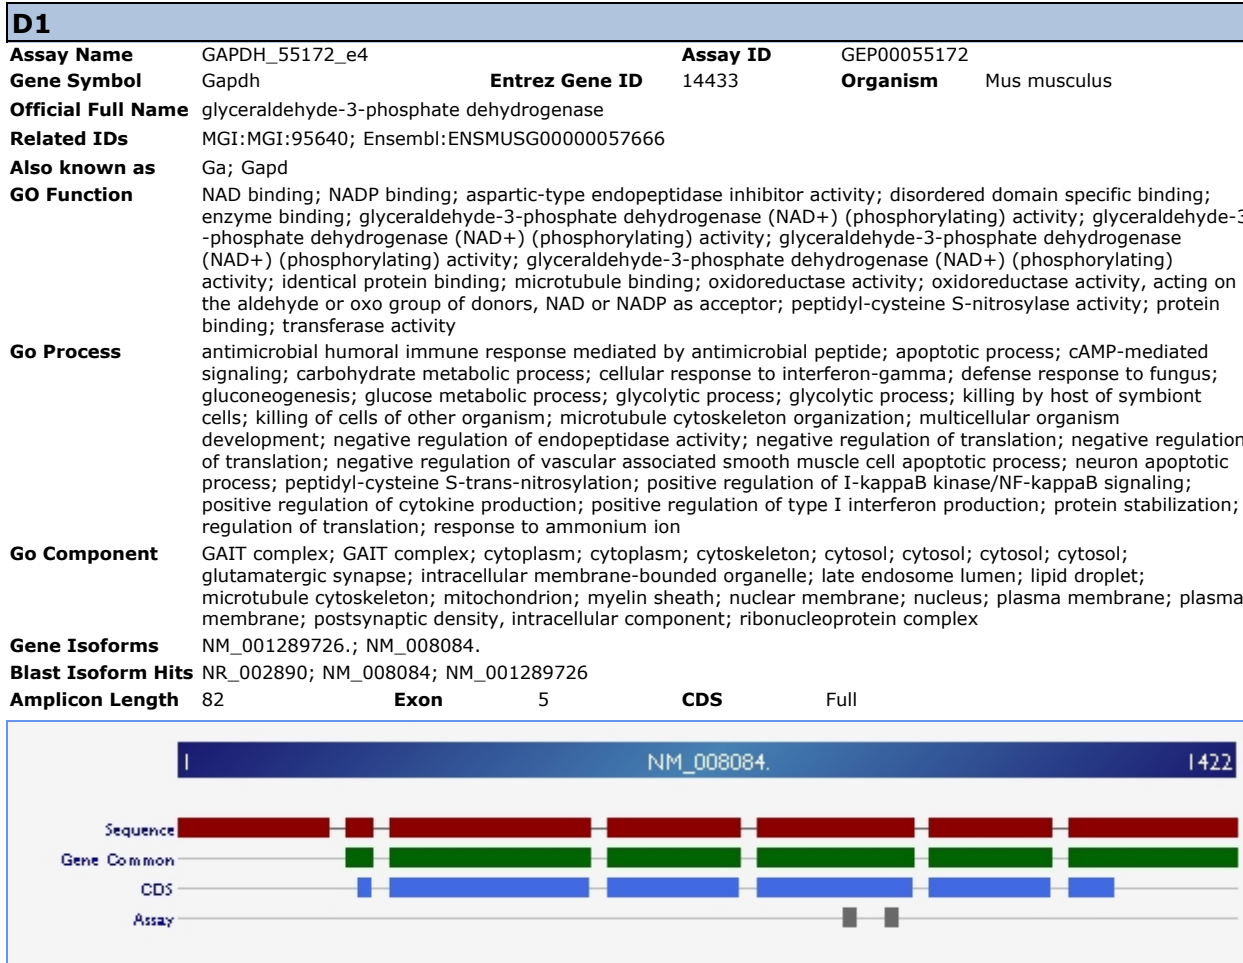 D1
Assay Name GAPDH_55172_e4 Assay ID GEP00055172
Gene Symbol Gapdh Entrez Gene ID 14433 Organism Mus musculus
Official Full Name glyceraldehyde-3-phosphate dehydrogenase
Related IDs MGI:MGI:95640; Ensembl:ENSMUSG00000057666
Also known as Ga; Gapd
GO Function NAD binding; NADP binding; aspartic-type endopeptidase inhibitor activity; disordered domain specific binding;
enzyme binding; glyceraldehyde-3-phosphate dehydrogenase (NAD+) (phosphorylating) activity; glyceraldehyde-3
-phosphate dehydrogenase (NAD+) (phosphorylating) activity; glyceraldehyde-3-phosphate dehydrogenase
(NAD+) (phosphorylating) activity; glyceraldehyde-3-phosphate dehydrogenase (NAD+) (phosphorylating)
activity; identical protein binding; microtubule binding; oxidoreductase activity; oxidoreductase activity, acting on
the aldehyde or oxo group of donors, NAD or NADP as acceptor; peptidyl-cysteine S-nitrosylase activity; protein
binding; transferase activity
Go Process antimicrobial humoral immune response mediated by antimicrobial peptide; apoptotic process; cAMP-mediated
signaling; carbohydrate metabolic process; cellular response to interferon-gamma; defense response to fungus;
gluconeogenesis; glucose metabolic process; glycolytic process; glycolytic process; killing by host of symbiont
cells; killing of cells of other organism; microtubule cytoskeleton organization; multicellular organism
development; negative regulation of endopeptidase activity; negative regulation of translation; negative regulation
of translation; negative regulation of vascular associated smooth muscle cell apoptotic process; neuron apoptotic
process; peptidyl-cysteine S-trans-nitrosylation; positive regulation of I-kappaB kinase/NF-kappaB signaling;
positive regulation of cytokine production; positive regulation of type I interferon production; protein stabilization;
regulation of translation; response to ammonium ion
Go Component GAIT complex; GAIT complex; cytoplasm; cytoplasm; cytoskeleton; cytosol; cytosol; cytosol; cytosol;
glutamatergic synapse; intracellular membrane-bounded organelle; late endosome lumen; lipid droplet;
microtubule cytoskeleton; mitochondrion; myelin sheath; nuclear membrane; nucleus; plasma membrane; plasma
membrane; postsynaptic density, intracellular component; ribonucleoprotein complex
Gene Isoforms NM_001289726.; NM_008084.
Blast Isoform Hits NR_002890; NM_008084; NM_001289726
Amplicon Length 82 Exon 5 CDS Full
1 NM_008084. 1422
Sequence
Gene Common
CDS
Assay